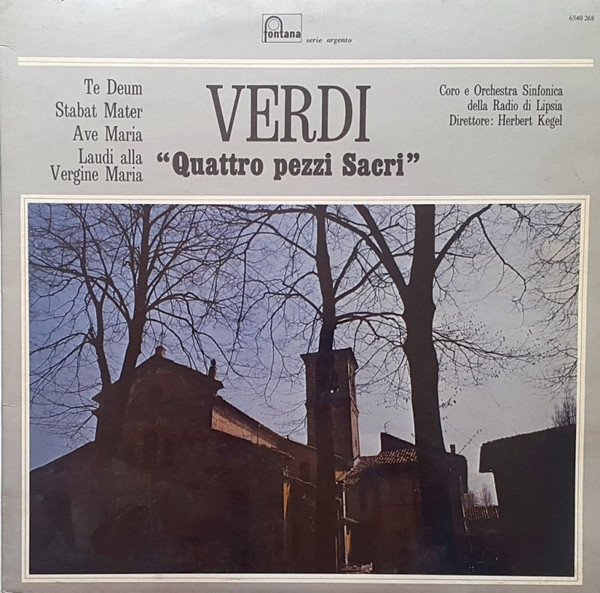 fontana
serie argento
6540 268
Te Deum
Stabat Mater
Ave Maria
Laudi alla
Vergine Maria
VERDI
“Quattro pezzi Sacri”
Coro e Orchestra Sinfonica
della Radio di Lipsia
Direttore: Herbert Kegel